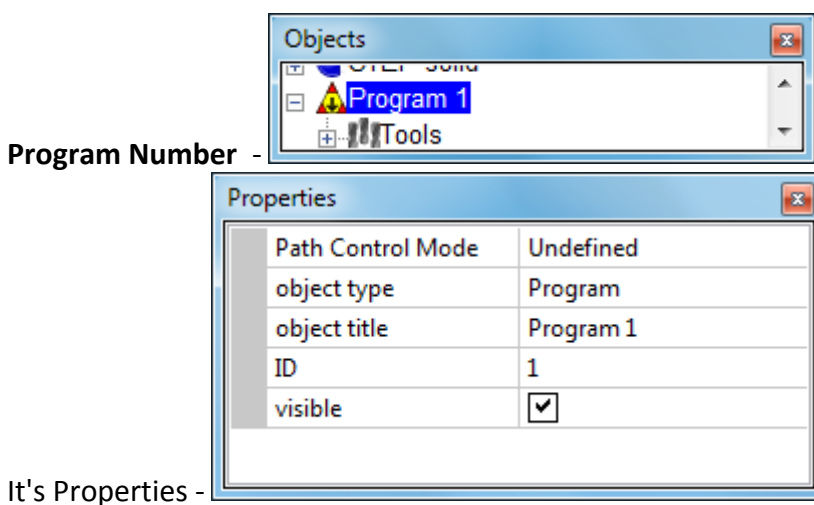 Objects
Program 1
Tools
Program Number -
Properties
Path Control Mode Undefined
object type Program
object title Program 1
ID 1
visible
It's Properties -